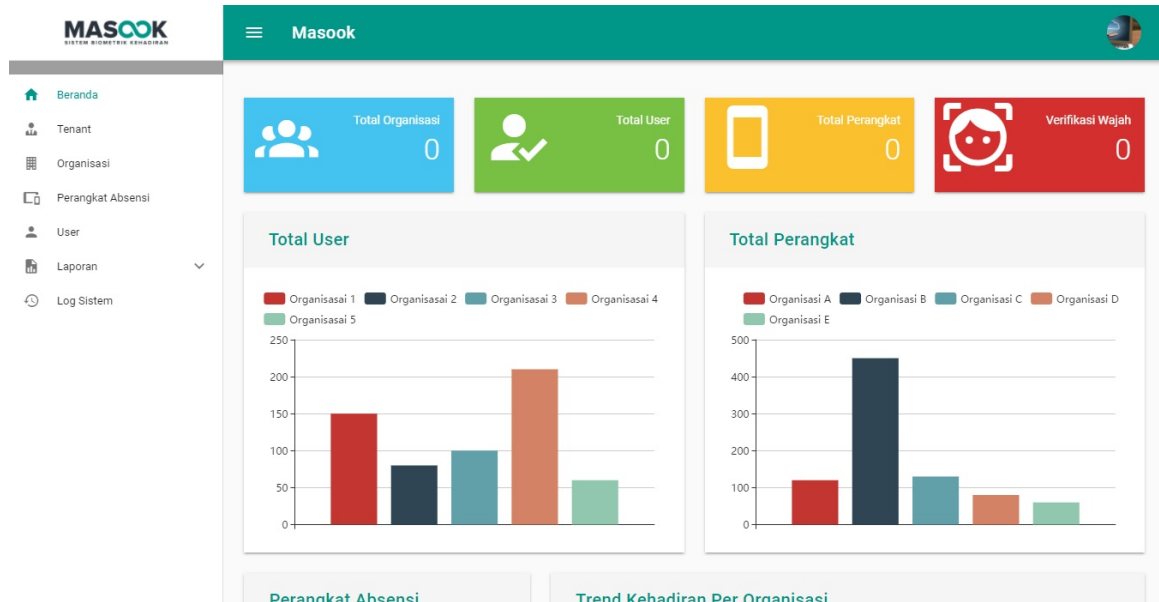 MASOOK
SISTEM BIOMETRIK KEHADIRAN
Masook
Beranda
Tenant
Organisasi
Perangkat Absensi
User
Laporan
Log Sistem
Total Organisasi
0
Total User
0
Total Perangkat
0
Verifikasi Wajah
0
Total User
Organisasai 1 Organisasai 2 Organisasai 3 Organisasai 4
Organisasai 5
250
200
150
100
50
0
Total Perangkat
Organisasi A Organisasi B Organisasi C Organisasi D
Organisasi E
500
400
300
200
100
0
Perangkat Absensi
Trend Kehadiran Per Organisasi